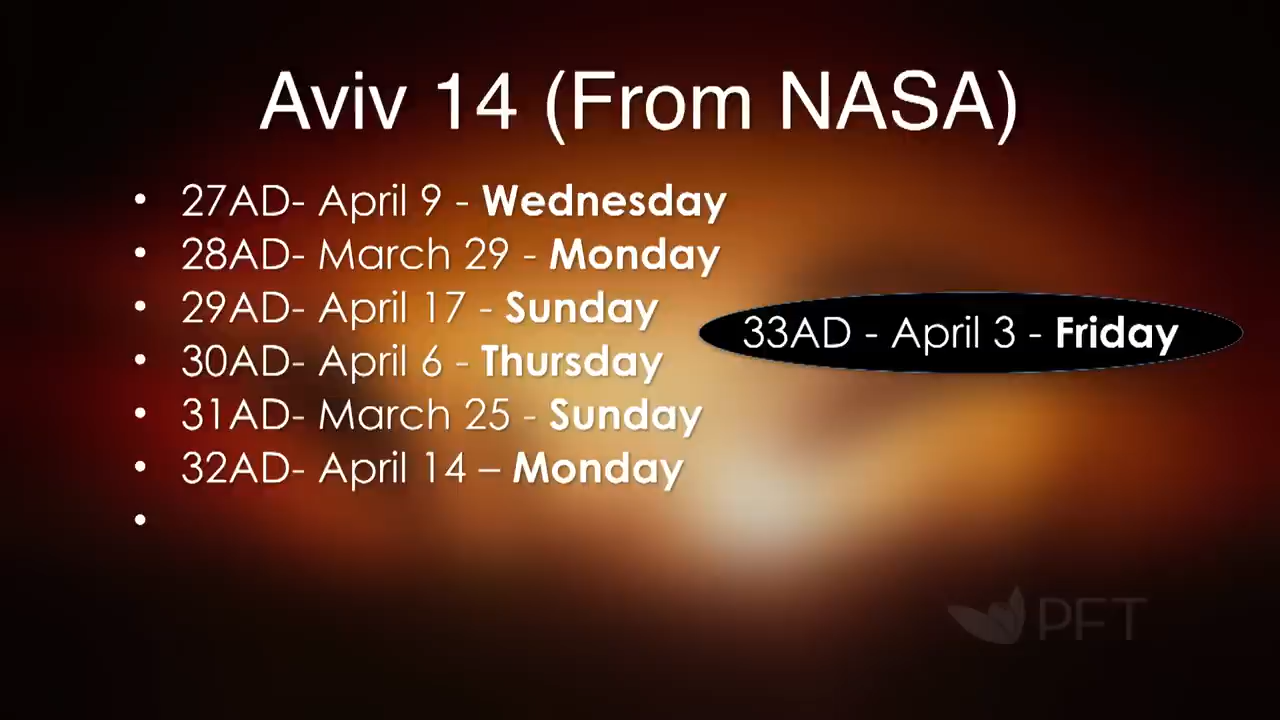 Aviv 14 (From NASA)
• 27AD- April 9 - Wednesday
• 28AD- March 29 - Monday
• 29AD- April 17 - Sunday
• 30AD- April 6 - Thursday
• 31AD- March 25 - Sunday
• 32AD- April 14 – Monday
•
33AD - April 3 - Friday
PFT